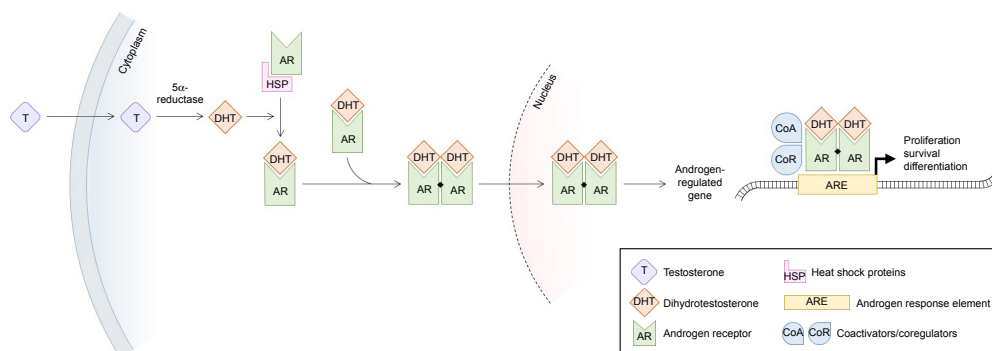 Cytoplasm
T
T
5α-
reductase
DHT
AR
HSP
DHT
AR
DHT
AR
DHT DHT
AR AR
Nucleus
DHT DHT
AR AR
Androgen-
regulated
gene
CoA
CoR
DHT DHT
AR AR
ARE
Proliferation
survival
differentiation
T Testosterone
HSP Heat shock proteins
DHT Dihydrotestosterone
ARE Androgen response element
AR Androgen receptor
CoA CoR Coactivators/coregulators